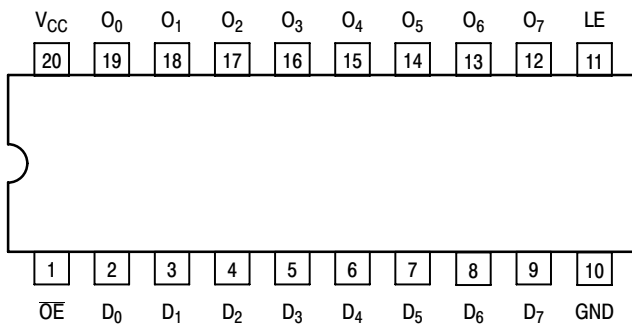 V_CC O₀ O₁ O₂ O₃ O₄ O₅ O₆ O₇ LE
20 19 18 17 16 15 14 13 12 11
1 2 3 4 5 6 7 8 9 10
O̅E̅ D₀ D₁ D₂ D₃ D₄ D₅ D₆ D₇ GND